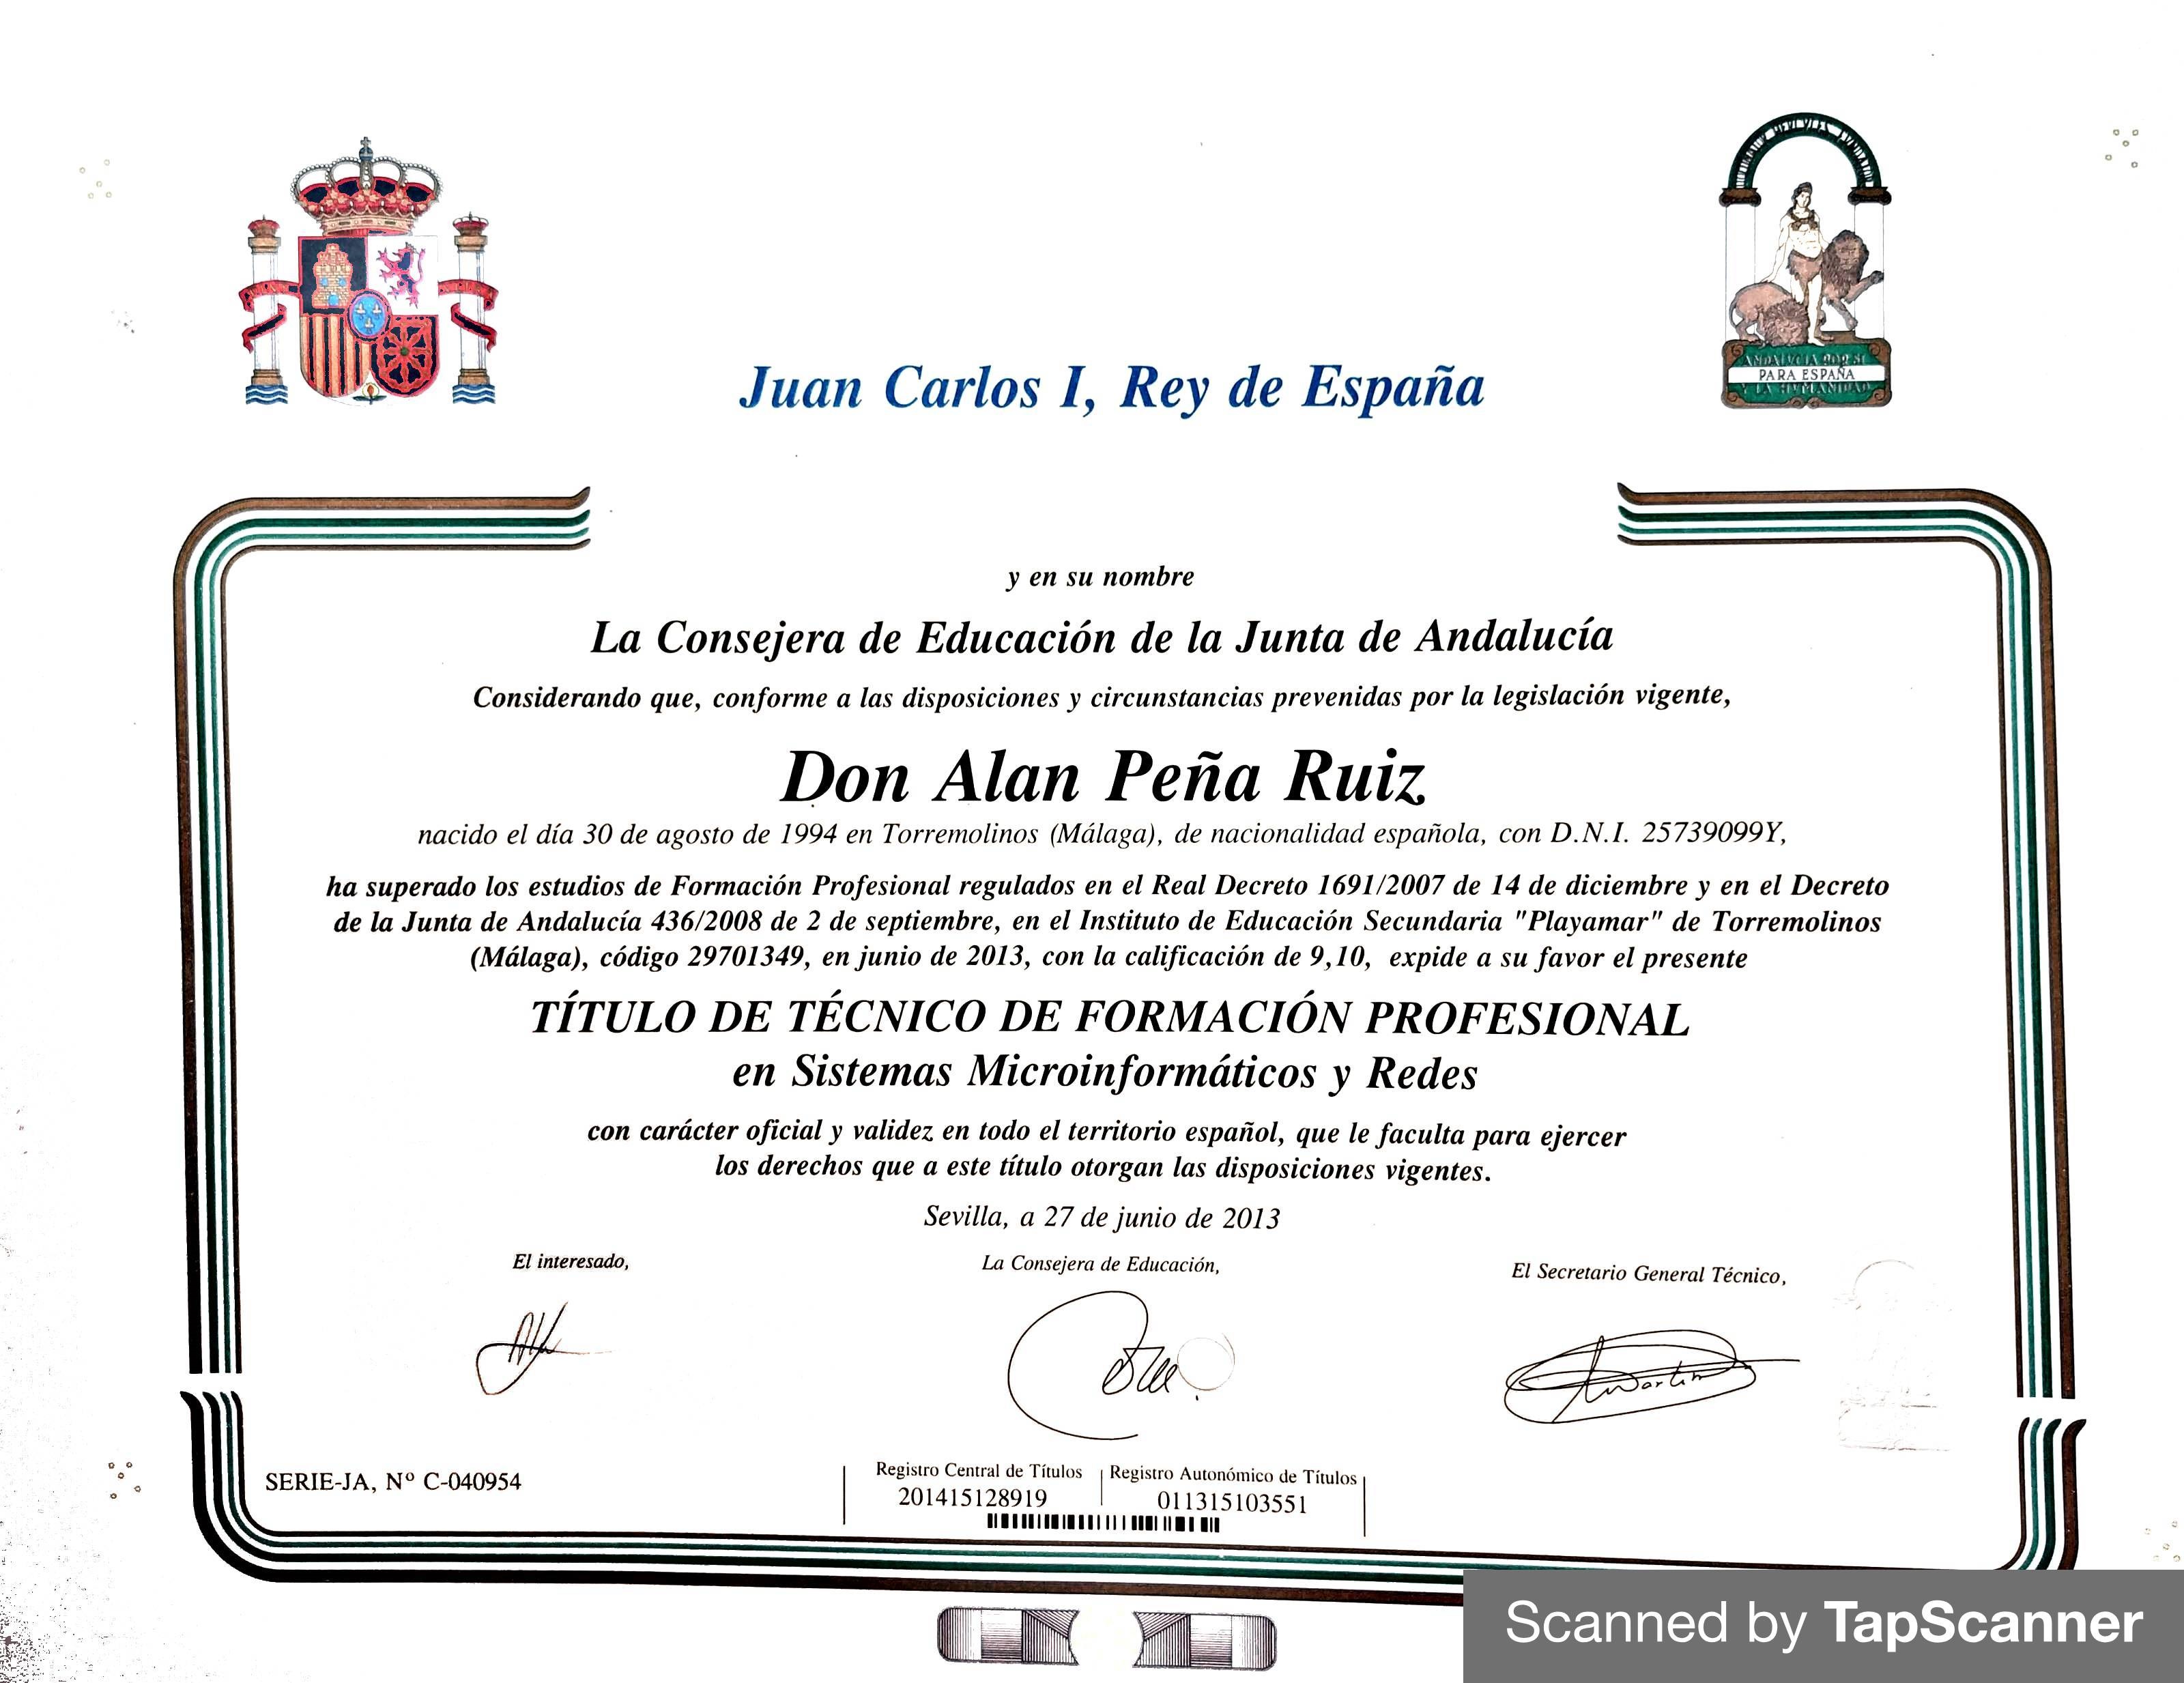 Juan Carlos I, Rey de España
ANDALVCIA POR SI
PARA ESPAÑA
Y LA HUMANIDAD
y en su nombre
La Consejera de Educación de la Junta de Andalucía
Considerando que, conforme a las disposiciones y circunstancias prevenidas por la legislación vigente,
Don Alan Peña Ruiz
nacido el día 30 de agosto de 1994 en Torremolinos (Málaga), de nacionalidad española, con D.N.I. 25739099Y,
ha superado los estudios de Formación Profesional regulados en el Real Decreto 1691/2007 de 14 de diciembre y en el Decreto
de la Junta de Andalucía 436/2008 de 2 de septiembre, en el Instituto de Educación Secundaria "Playamar" de Torremolinos
(Málaga), código 29701349, en junio de 2013, con la calificación de 9,10, expide a su favor el presente
TÍTULO DE TÉCNICO DE FORMACIÓN PROFESIONAL
en Sistemas Microinformáticos y Redes
con carácter oficial y validez en todo el territorio español, que le faculta para ejercer
los derechos que a este título otorgan las disposiciones vigentes.
Sevilla, a 27 de junio de 2013
El interesado,
La Consejera de Educación,
El Secretario General Técnico,
SERIE-JA, Nº C-040954
Registro Central de Títulos
201415128919
Registro Autonómico de Títulos
011315103551
Scanned by TapScanner